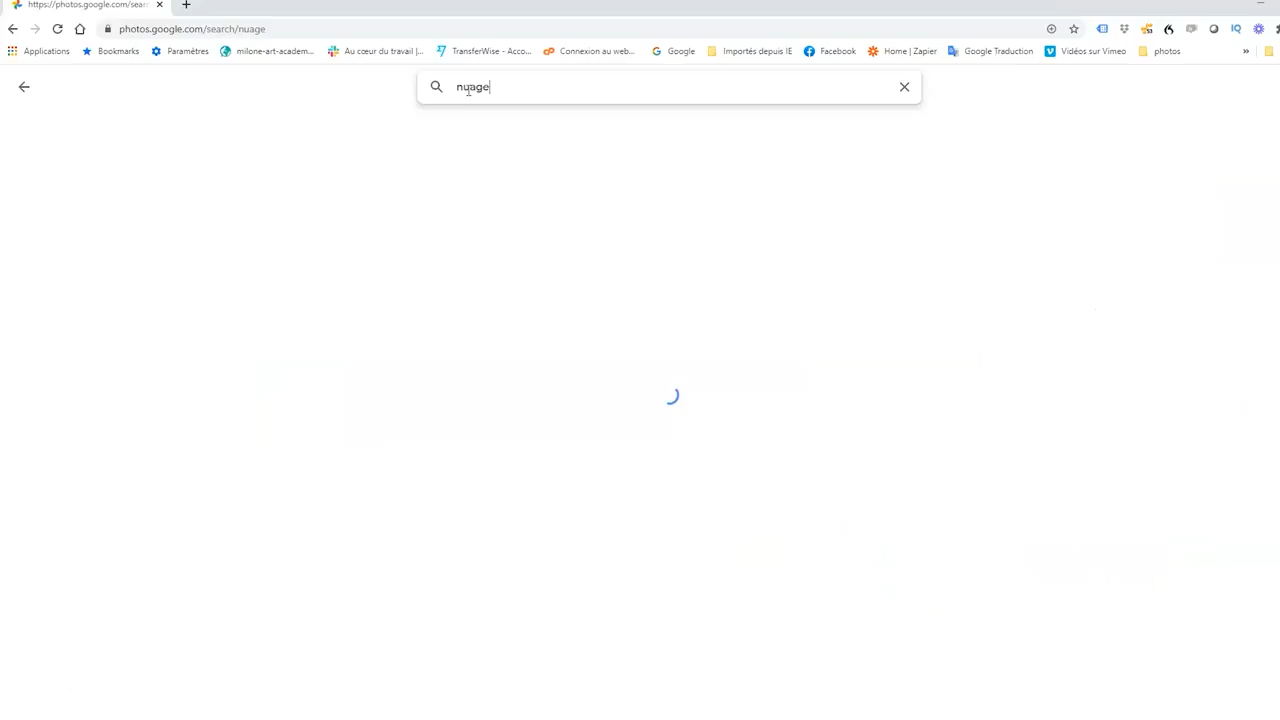 https://photos.google.com/sear
photos.google.com/search/nuage
Applications Bookmarks Paramètres milone-art-academ... Au cœur du travail |... TransferWise - Acco... Connexion au web... Google Importés depuis IE Facebook Home | Zapier Google Traduction Vidéos sur Vimeo photos »
nuage